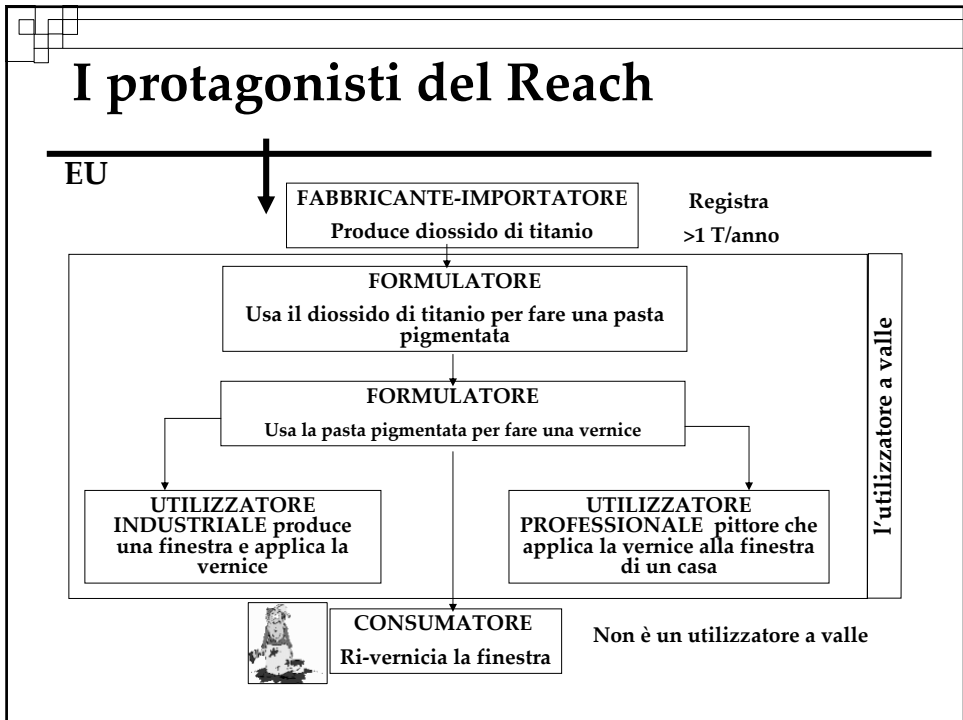 I protagonisti del Reach
EU
FABBRICANTE-IMPORTATORE
Produce diossido di titanio
Registra
>1 T/anno
FORMULATORE
Usa il diossido di titanio per fare una pasta
pigmentata
FORMULATORE
Usa la pasta pigmentata per fare una vernice
UTILIZZATORE
INDUSTRIALE produce
una finestra e applica la
vernice
UTILIZZATORE
PROFESSIONALE pittore che
applica la vernice alla finestra
di un casa
l'utilizzatore a valle
CONSUMATORE
Ri-vernicia la finestra
Non è un utilizzatore a valle